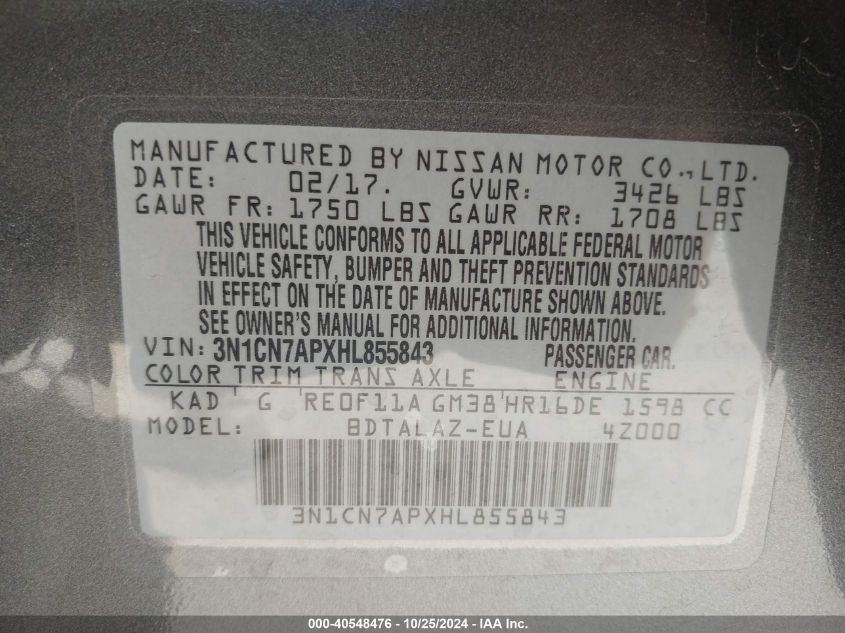 MANUFACTURED BY NISSAN MOTOR CO.,LTD.
DATE: 02/17. GVWR: 3426 LBS
GAWR FR: 1750 LBS GAWR RR: 1708 LBS
THIS VEHICLE CONFORMS TO ALL APPLICABLE FEDERAL MOTOR
VEHICLE SAFETY, BUMPER AND THEFT PREVENTION STANDARDS
IN EFFECT ON THE DATE OF MANUFACTURE SHOWN ABOVE.
SEE OWNER'S MANUAL FOR ADDITIONAL INFORMATION.
VIN: 3N1CN7APXHL855843 PASSENGER CAR.
COLOR TRIM TRANS AXLE ENGINE
KAD G RE0F11A GM38 HR16DE 1598 CC
MODEL: BDTALAZ-EUA 4Z000
3N1CN7APXHL855843
000-40548476 - 10/25/2024 - IAA, Inc.